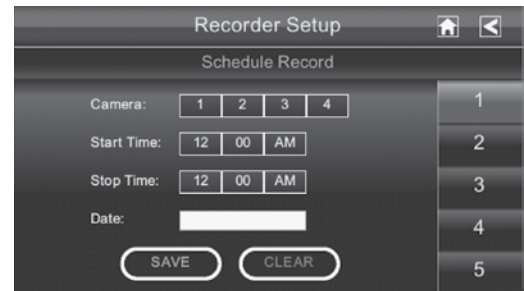 Recorder Setup
Schedule Record
Camera: 1 2 3 4
Start Time: 12 00 AM
Stop Time: 12 00 AM
Date:
SAVE CLEAR
1
2
3
4
5